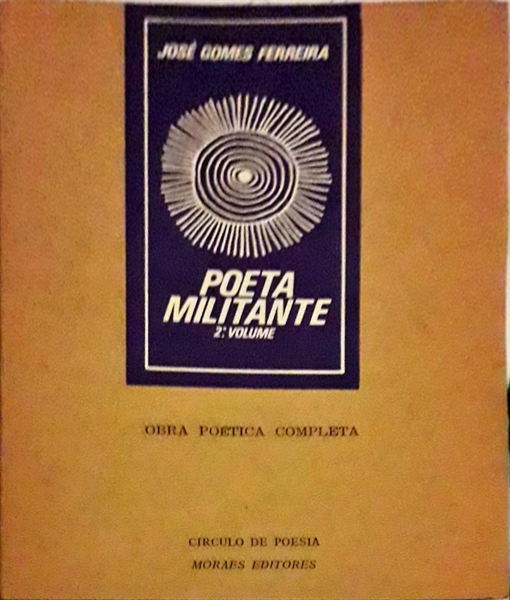 JOSÉ GOMES FERREIRA
POETA
MILITANTE
2.º VOLUME
OBRA POÉTICA COMPLETA
CÍRCULO DE POESIA
MORAES EDITORES